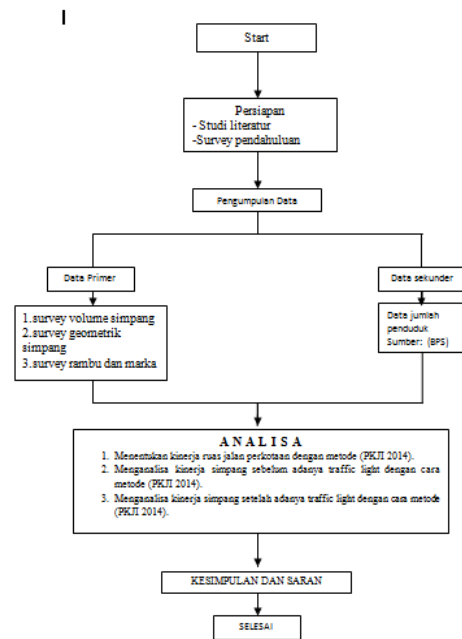 Start
Persiapan
- Studi literatur
-Survey pendahuluan
Pengumpulan Data
Data Primer
Data sekunder
1.survey volume simpang
2.survey geometrik
simpang
3.survey rambu dan marka
Data jumlah
penduduk
Sumber: (BPS)
A N A L I S A
1. Menentukan kinerja ruas jalan perkotaan dengan metode (PKJI 2014).
2. Menganalisa kinerja simpang sebelum adanya traffic light dengan cara
metode (PKJI 2014).
3. Menganalisa kinerja simpang setelah adanya traffic light dengan cara metode
(PKJI 2014).
KESIMPULAN DAN SARAN
SELESAI